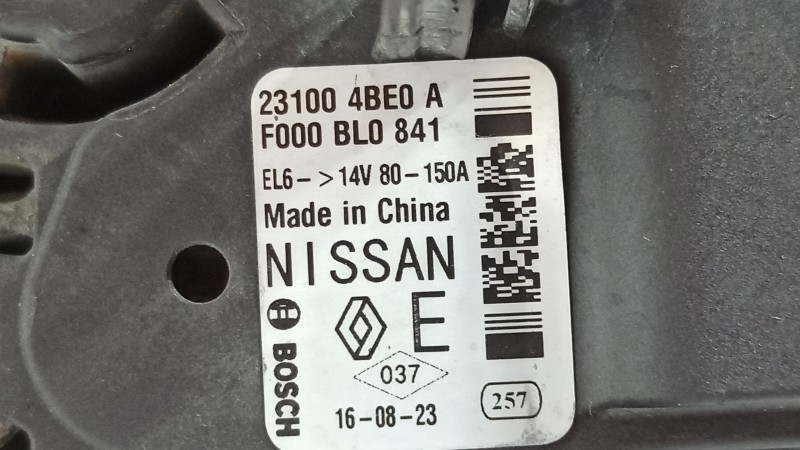 23100 4BE0 A
F000 BL0 841
EL6-->14V 80-150A
Made in China
NISSAN
E
BOSCH
037
16-08-23
257